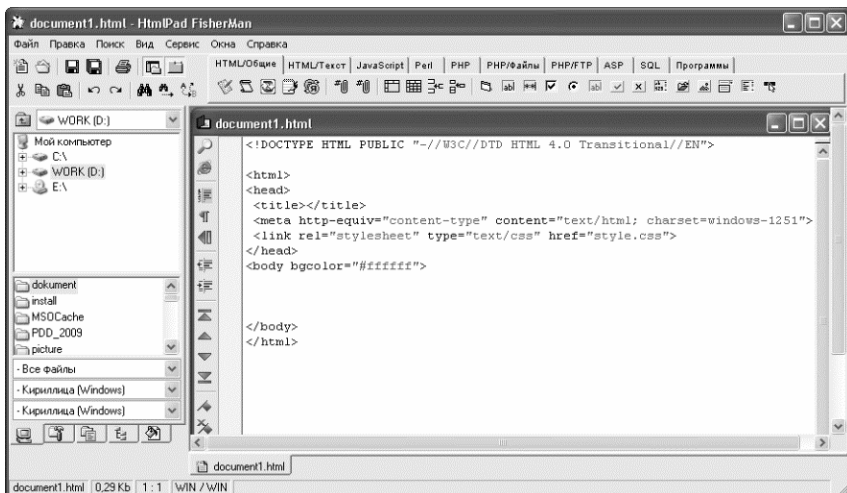 document1.html - HtmlPad FisherMan
Файл Правка Поиск Вид Сервис Окна Справка
HTML/Общие HTML/Текст JavaScript Perl PHP PHP/Файлы PHP/FTP ASP SQL Программы
WORK (D:)
Мой компьютер
C:\
WORK (D:)
E:\
dokument
install
MSOCache
PDD_2009
picture
- Все файлы
- Кириллица (Windows)
- Кириллица (Windows)
document1.html
<!DOCTYPE HTML PUBLIC "-//W3C//DTD HTML 4.0 Transitional//EN">
<html>
<head>
<title></title>
<meta http-equiv="content-type" content="text/html; charset=windows-1251">
<link rel="stylesheet" type="text/css" href="style.css">
</head>
<body bgcolor="#ffffff">
</body>
</html>
document1.html
document1.html 0,29 Kb 1 : 1 WIN / WIN